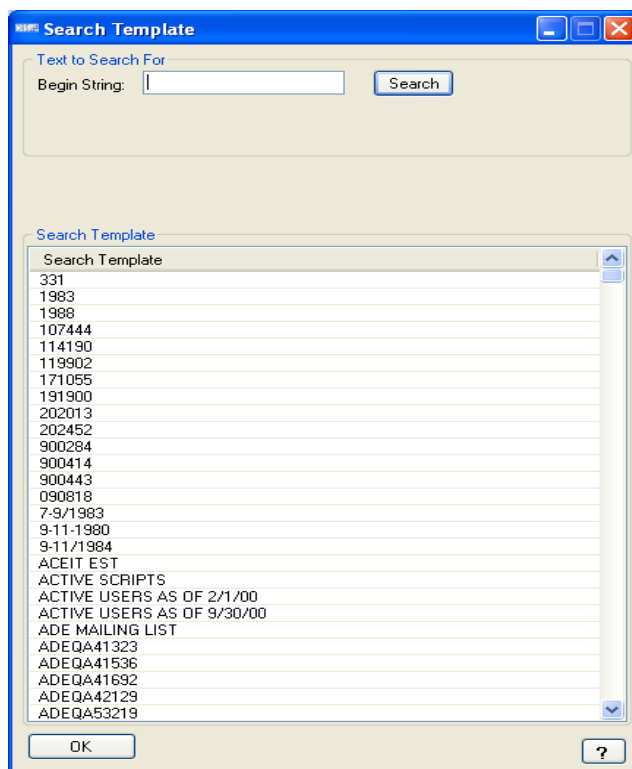 Search Template
Text to Search For
Begin String:
Search
Search Template
Search Template
331
1983
1988
107444
114190
119902
171055
191900
202013
202452
900284
900414
900443
090818
7-9/1983
9-11-1980
9-11/1984
ACEIT EST
ACTIVE SCRIPTS
ACTIVE USERS AS OF 2/1/00
ACTIVE USERS AS OF 9/30/00
ADE MAILING LIST
ADEQA41323
ADEQA41536
ADEQA41692
ADEQA42129
ADEQA53219
OK
?